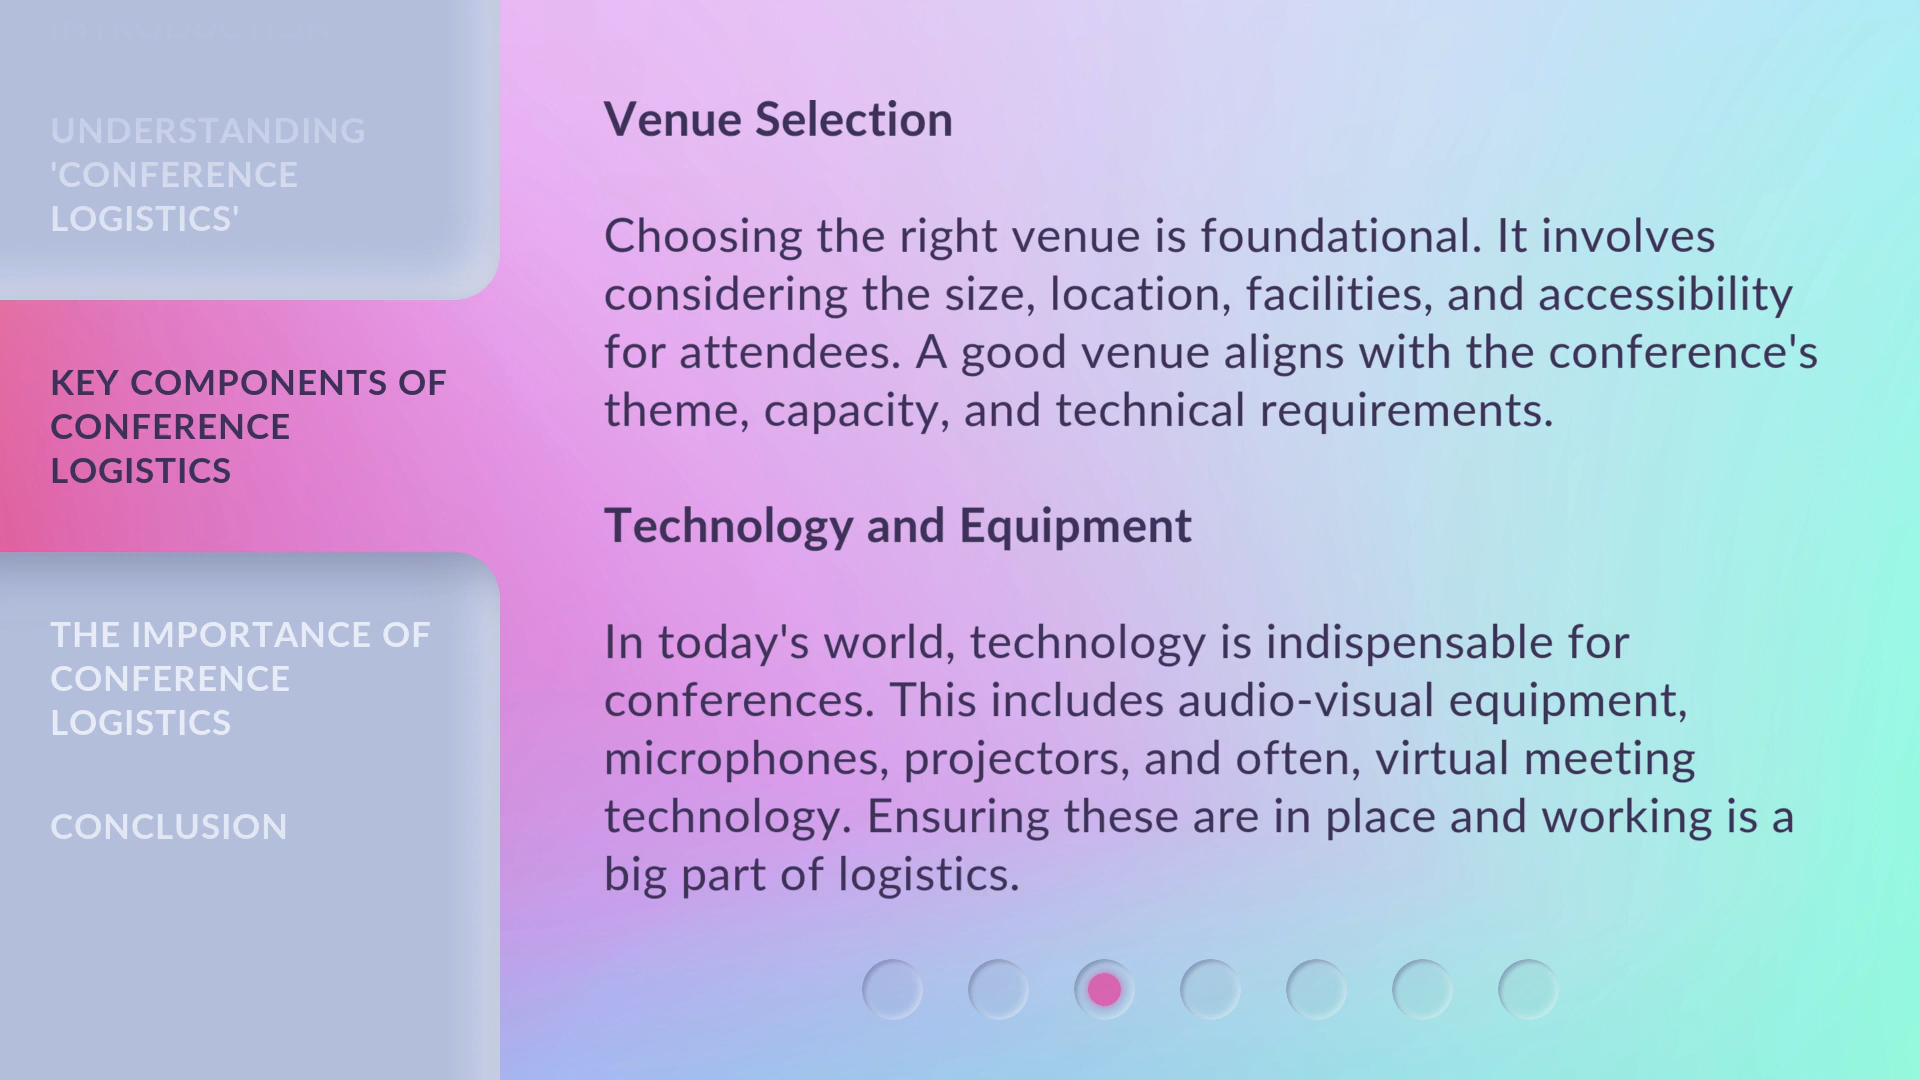 INTRODUCTION
UNDERSTANDING
'CONFERENCE
LOGISTICS'
KEY COMPONENTS OF
CONFERENCE
LOGISTICS
THE IMPORTANCE OF
CONFERENCE
LOGISTICS
CONCLUSION
Venue Selection
Choosing the right venue is foundational. It involves
considering the size, location, facilities, and accessibility
for attendees. A good venue aligns with the conference's
theme, capacity, and technical requirements.
Technology and Equipment
In today's world, technology is indispensable for
conferences. This includes audio-visual equipment,
microphones, projectors, and often, virtual meeting
technology. Ensuring these are in place and working is a
big part of logistics.